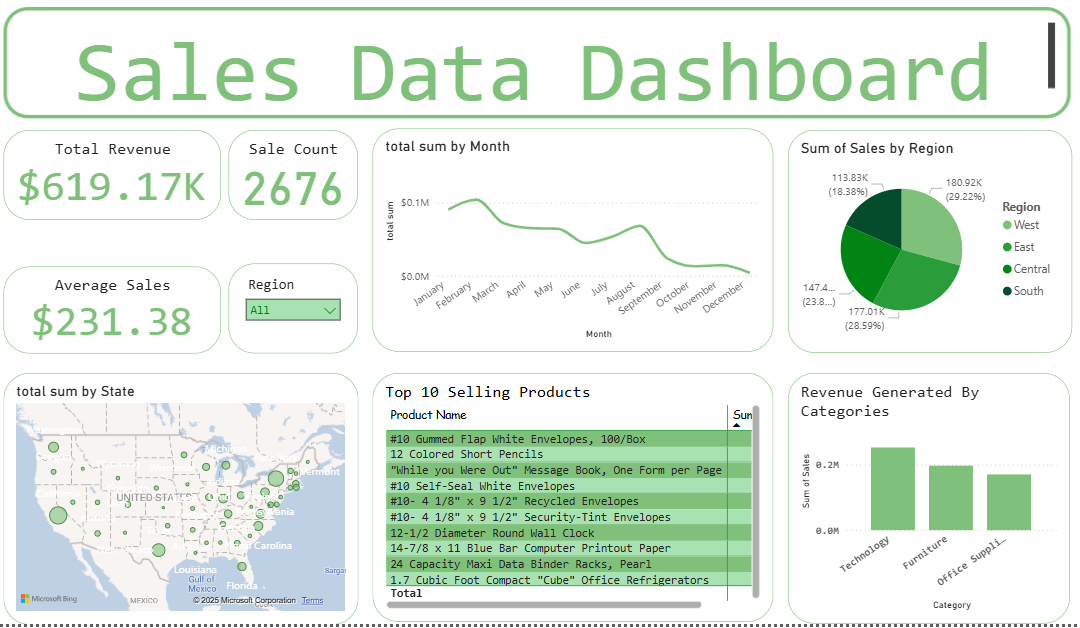 Sales Data Dashboard
Total Revenue
$619.17K
Sale Count
2676
Average Sales
$231.38
Region
All
total sum by Month
total sum
$0.1M
$0.0M
January
February
March
April
May
June
July
August
September
October
November
December
Month
Sum of Sales by Region
113.83K
(18.38%)
180.92K
(29.22%)
147.4...
(23.8...)
177.01K
(28.59%)
Region
West
East
Central
South
total sum by State
UNITED STATES
Carolina
Louisiana
Florida
Gulf of
Mexico
MEXICO
CUBA
Sargas
Microsoft Bing
© 2025 Microsoft Corporation Terms
Top 10 Selling Products
Product Name Sum
#10 Gummed Flap White Envelopes, 100/Box
12 Colored Short Pencils
"While you Were Out" Message Book, One Form per Page
#10 Self-Seal White Envelopes
#10- 4 1/8" x 9 1/2" Recycled Envelopes
#10- 4 1/8" x 9 1/2" Security-Tint Envelopes
12-1/2 Diameter Round Wall Clock
14-7/8 x 11 Blue Bar Computer Printout Paper
24 Capacity Maxi Data Binder Racks, Pearl
1.7 Cubic Foot Compact "Cube" Office Refrigerators
Total
Revenue Generated By
Categories
Sum of Sales
0.2M
0.0M
Technology
Furniture
Office Suppli...
Category